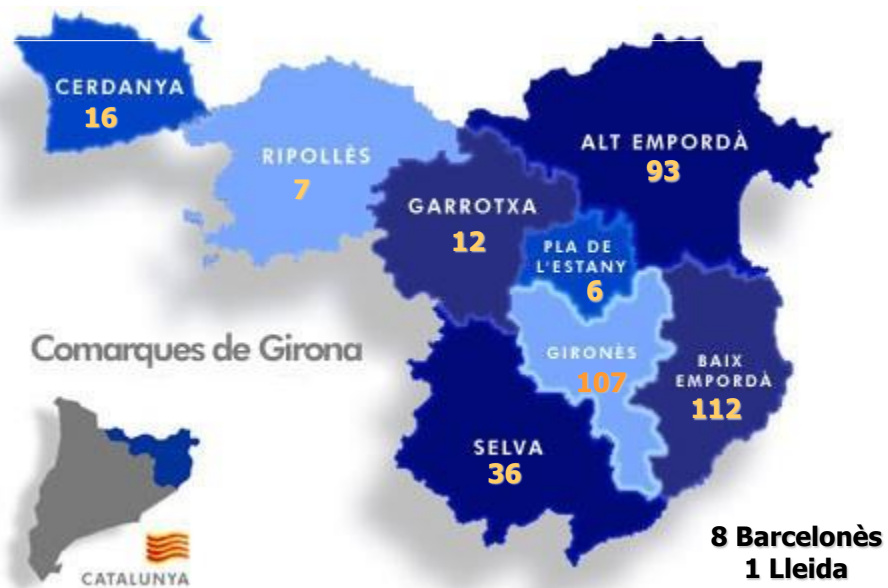 CERDANYA
16
RIPOLLÈS
7
GARROTXA
12
ALT EMPORDÀ
93
PLA DE
L'ESTANY
6
GIRONÈS
107
BAIX
EMPORDÀ
112
SELVA
36
Comarques de Girona
CATALUNYA
8 Barcelonès
1 Lleida